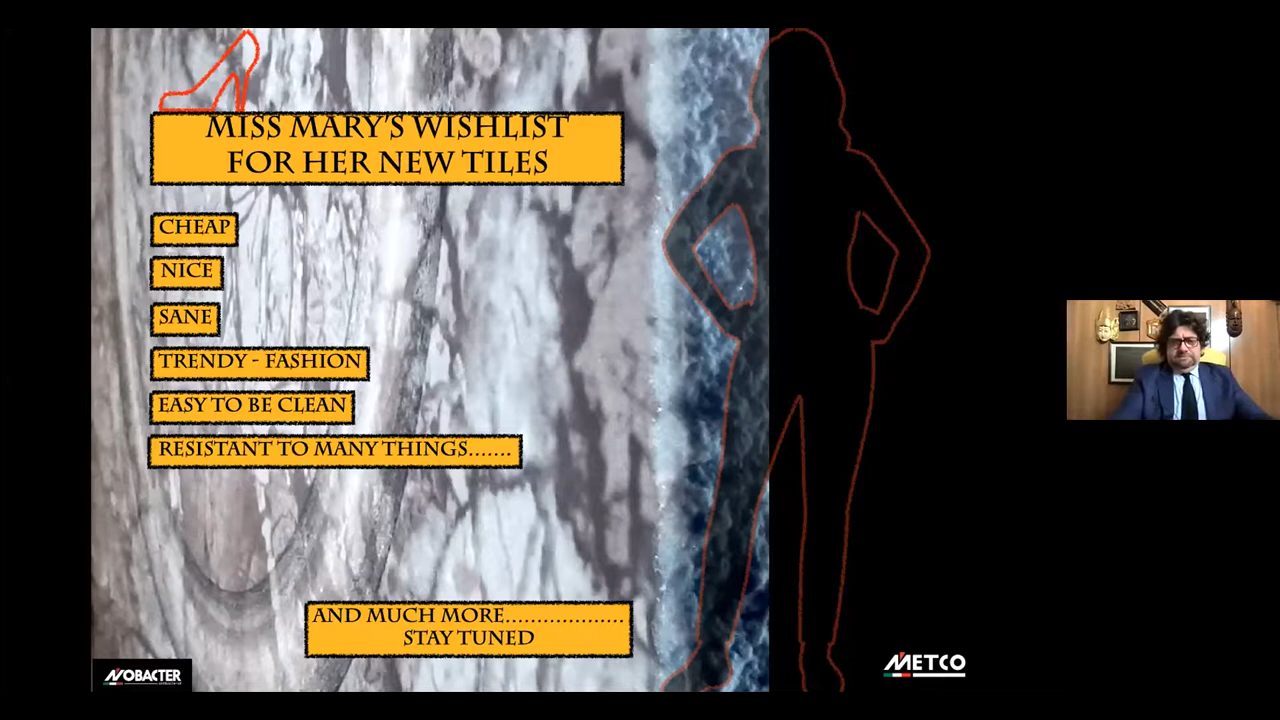 MISS MARY'S WISHLIST
FOR HER NEW TILES
CHEAP
NICE
SANE
TRENDY - FASHION
EASY TO BE CLEAN
RESISTANT TO MANY THINGS.......
AND MUCH MORE...................
STAY TUNED
NOBACTER
METCO